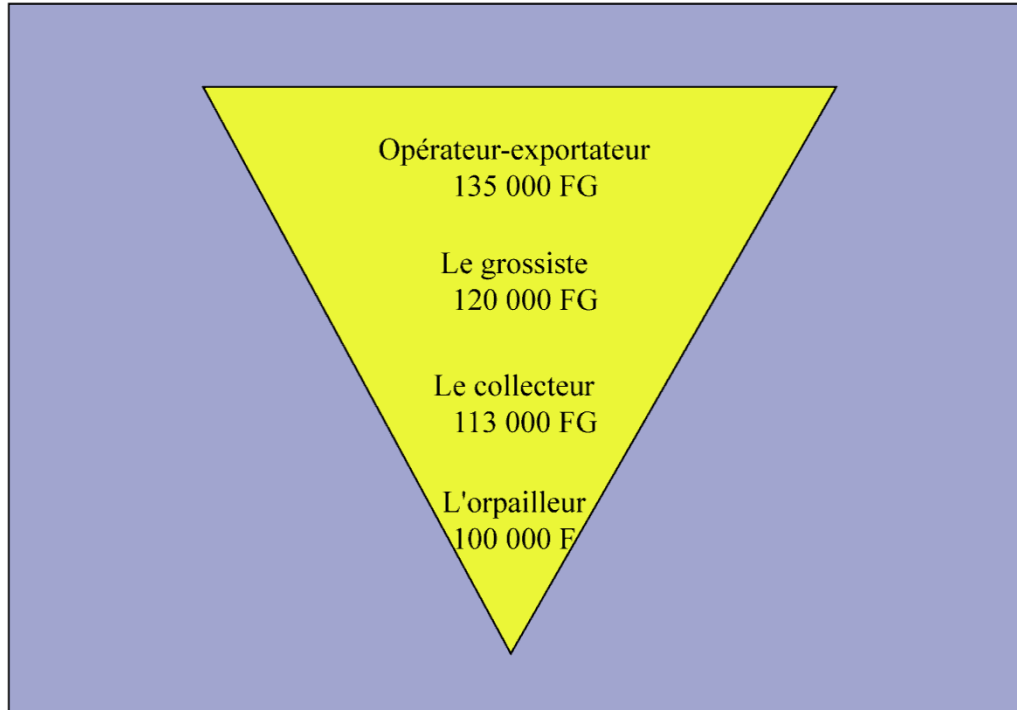 Opérateur-exportateur
135 000 FG
Le grossiste
120 000 FG
Le collecteur
113 000 FG
L'orpailleur
100 000 F